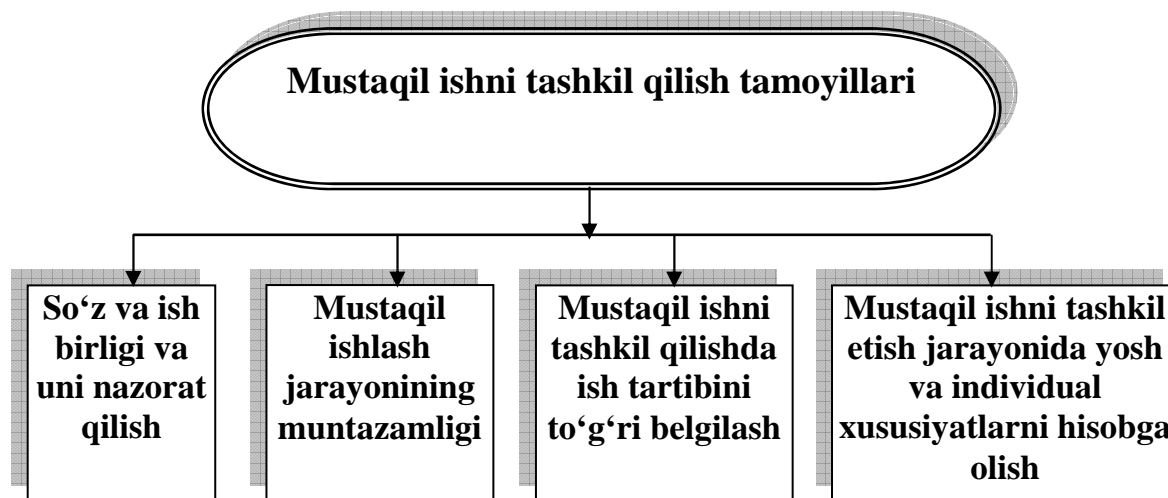 Mustaqil ishni tashkil qilish tamoyillari
So‘z va ish
birligi va
uni nazorat
qilish
Mustaqil
ishlash
jarayonining
muntazamligi
Mustaqil ishni
tashkil qilishda
ish tartibini
to‘g‘ri belgilash
Mustaqil ishni tashkil
etish jarayonida yosh
va individual
xususiyatlarni hisobga
olish